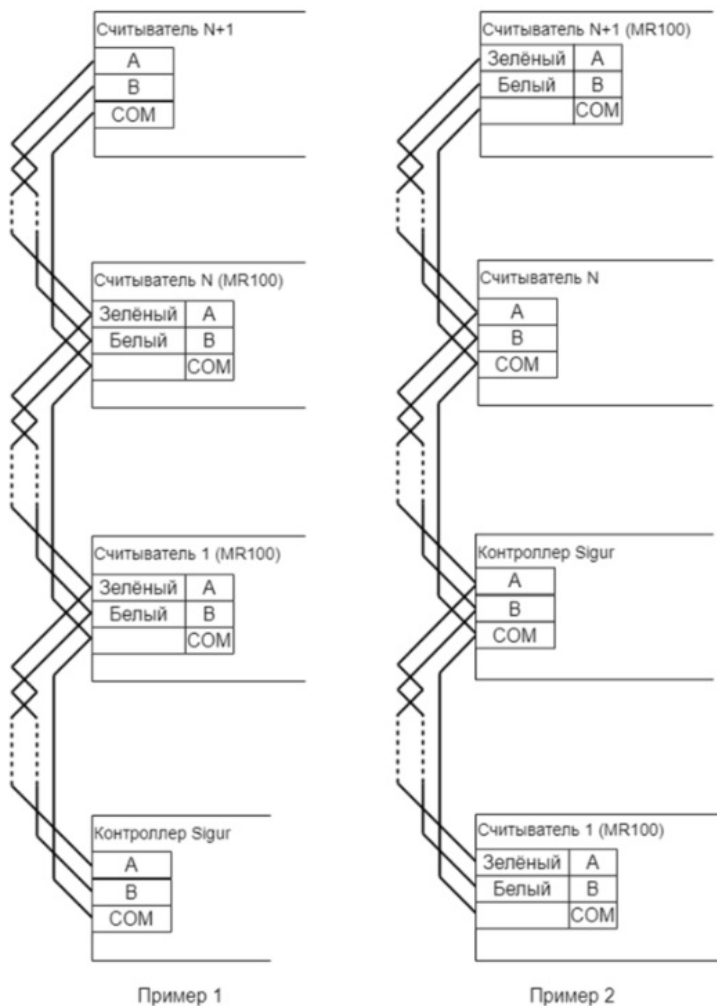 Считыватель N+1
A
B
COM
Считыватель N (MR100)
Зелёный A
Белый B
COM
Считыватель 1 (MR100)
Зелёный A
Белый B
COM
Контроллер Sigur
A
B
COM
Пример 1
Считыватель N+1 (MR100)
Зелёный A
Белый B
COM
Считыватель N
A
B
COM
Контроллер Sigur
A
B
COM
Считыватель 1 (MR100)
Зелёный A
Белый B
COM
Пример 2